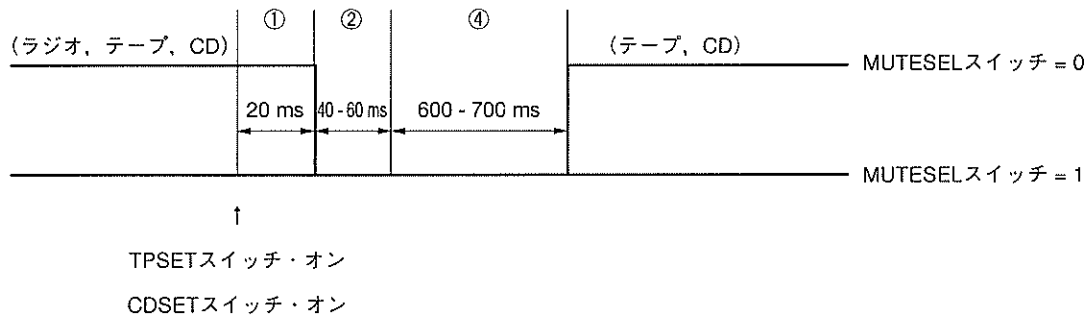 ① ② ④
(ラジオ, テープ, CD) (テープ, CD)
MUTESELスイッチ = 0
20 ms 40 - 60 ms 600 - 700 ms
MUTESELスイッチ = 1
↑
TPSETスイッチ・オン
CDSETスイッチ・オン